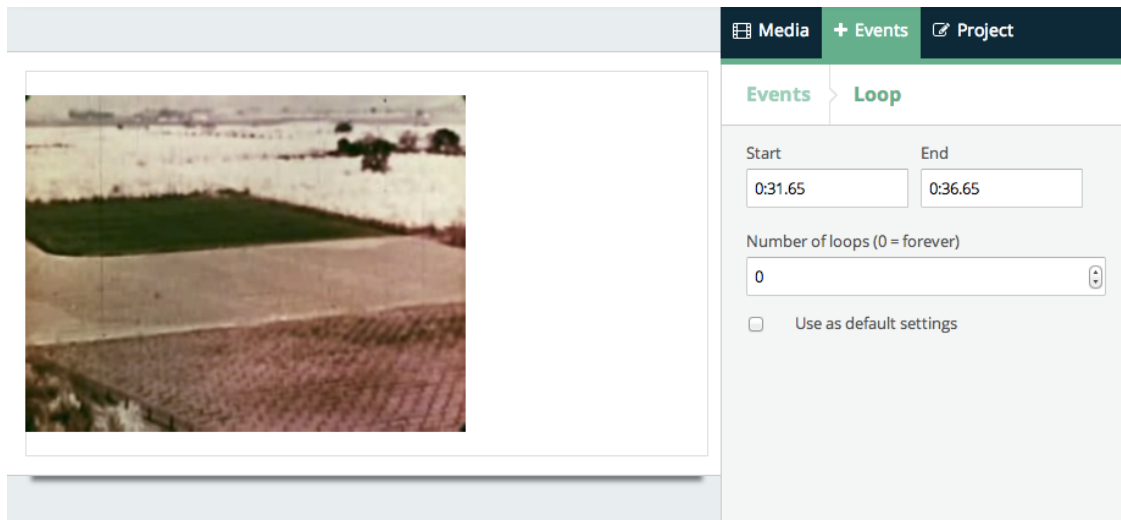 Media + Events Project
Events Loop
Start End
0:31.65 0:36.65
Number of loops (0 = forever)
0
Use as default settings